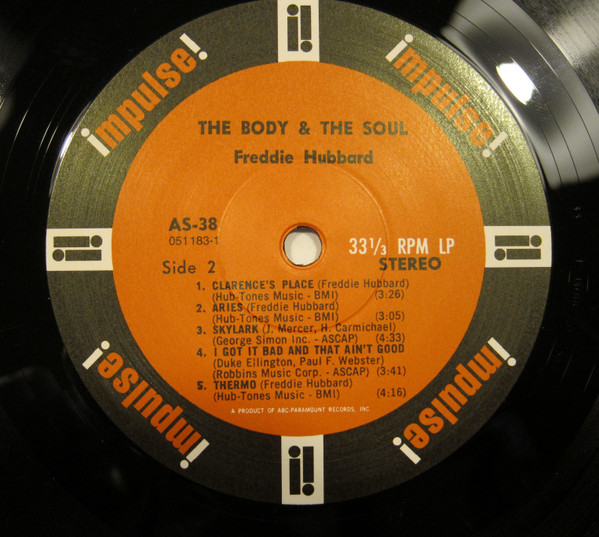 impulse!
impulse!
THE BODY & THE SOUL
Freddie Hubbard
AS-38
051183-1
33 1/3 RPM LP
Side 2
STEREO
1. CLARENCE'S PLACE (Freddie Hubbard)
(Hub-Tones Music - BMI) (3:26)
2. ARIES (Freddie Hubbard)
(Hub-Tones Music - BMI) (3:05)
3. SKYLARK (J. Mercer, H. Carmichael)
(George Simon Inc. - ASCAP) (4:33)
4. I GOT IT BAD AND THAT AIN'T GOOD
(Duke Ellington, Paul F. Webster)
(Robbins Music Corp. - ASCAP) (3:41)
5. THERMO (Freddie Hubbard)
(Hub-Tones Music - BMI) (4:16)
A PRODUCT OF ABC-PARAMOUNT RECORDS, INC
impulse!
impulse!
i!
i!
i!
i!